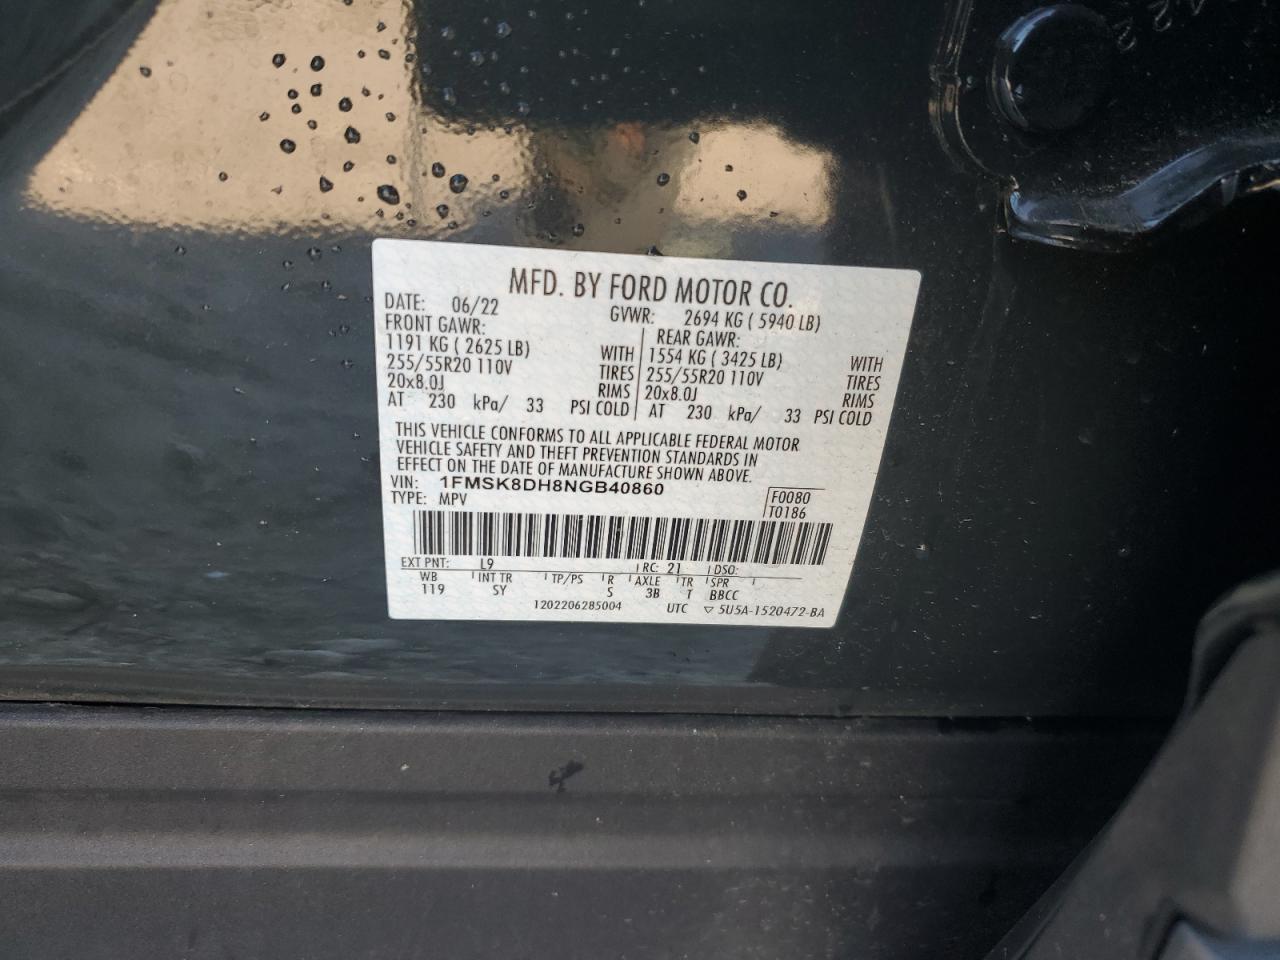 MFD. BY FORD MOTOR CO.
DATE: 06/22 GVWR: 2694 KG ( 5940 LB)
FRONT GAWR: REAR GAWR:
1191 KG ( 2625 LB) WITH 1554 KG ( 3425 LB) WITH
255/55R20 110V TIRES 255/55R20 110V TIRES
20x8.0J RIMS 20x8.0J RIMS
AT 230 kPa/ 33 PSI COLD AT 230 kPa/ 33 PSI COLD
THIS VEHICLE CONFORMS TO ALL APPLICABLE FEDERAL MOTOR
VEHICLE SAFETY AND THEFT PREVENTION STANDARDS IN
EFFECT ON THE DATE OF MANUFACTURE SHOWN ABOVE.
VIN: 1FMSK8DH8NGB40860
TYPE: MPV
F0080
T0186
EXT PNT: L9 RC: 21 DSO:
WB INT TR TP/PS R AXLE TR SPR
119 SY S 3B T BBCC
1202206285004 UTC ▽ 5U5A-1520472-BA